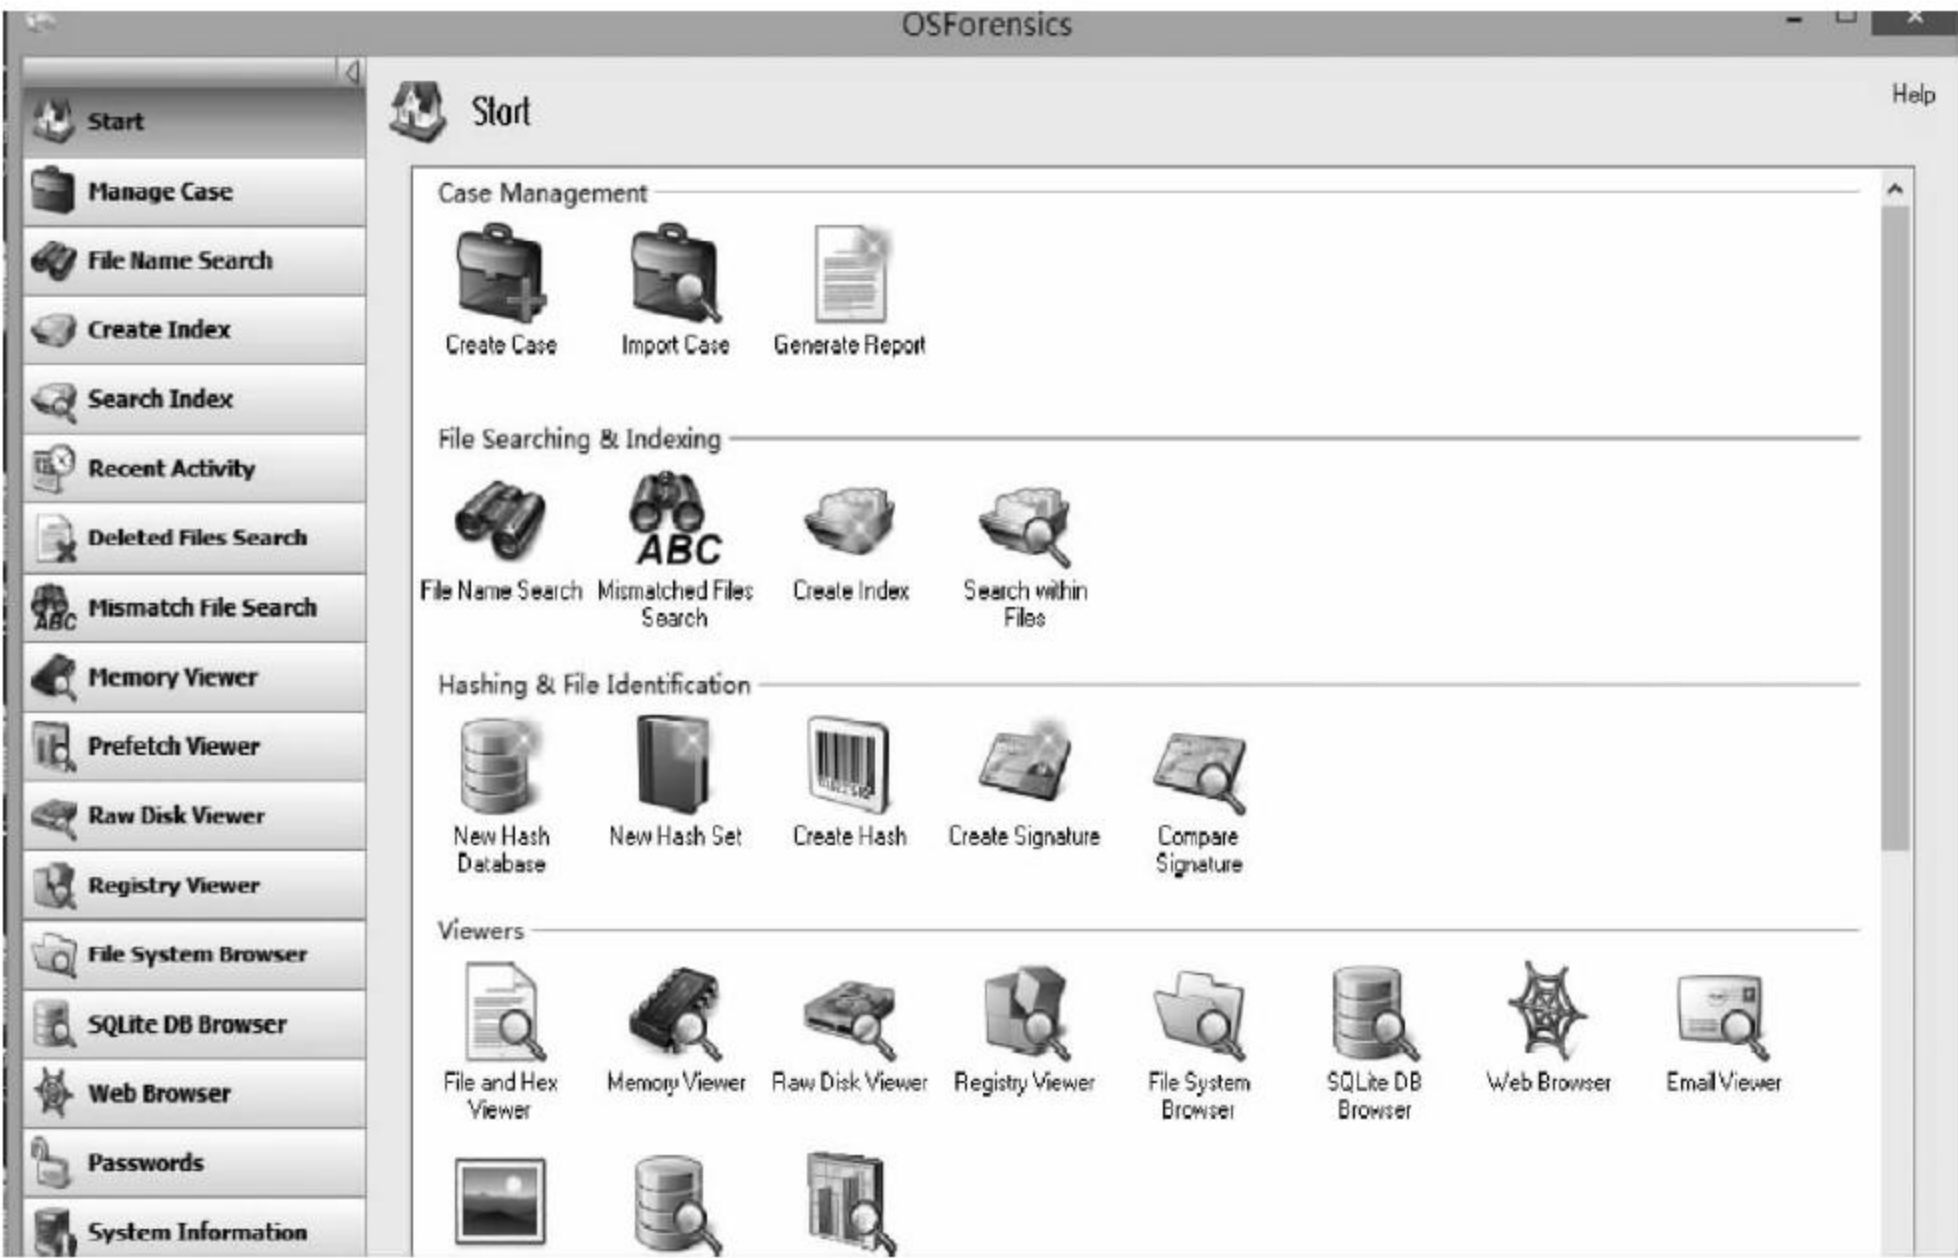 OSForensics
Start
Manage Case
File Name Search
Create Index
Search Index
Recent Activity
Deleted Files Search
Mismatch File Search
ABC
Memory Viewer
Prefetch Viewer
Raw Disk Viewer
Registry Viewer
File System Browser
SQLite DB Browser
Web Browser
Passwords
System Information
Start
Help
Case Management
Create Case
Import Case
Generate Report
File Searching & Indexing
ABC
File Name Search
Mismatched Files
Search
Create Index
Search within
Files
Hashing & File Identification
New Hash
Database
New Hash Set
Create Hash
Create Signature
Compare
Signature
Viewers
File and Hex
Viewer
Memory Viewer
Raw Disk Viewer
Registry Viewer
File System
Browser
SQLite DB
Browser
Web Browser
Email Viewer